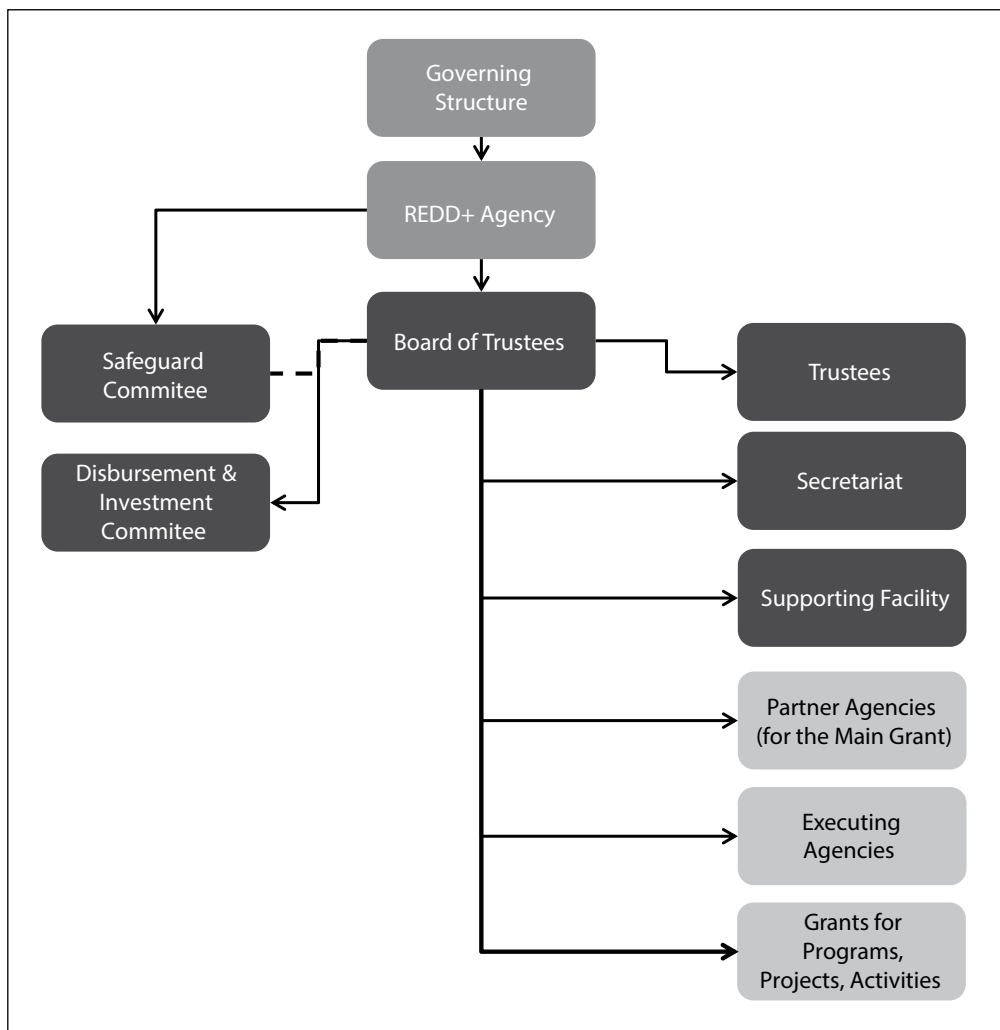 Governing
Structure
REDD+ Agency
Board of Trustees
Safeguard
Commitee
Disbursement &
Investment
Commitee
Trustees
Secretariat
Supporting Facility
Partner Agencies
(for the Main Grant)
Executing
Agencies
Grants for
Programs,
Projects, Activities